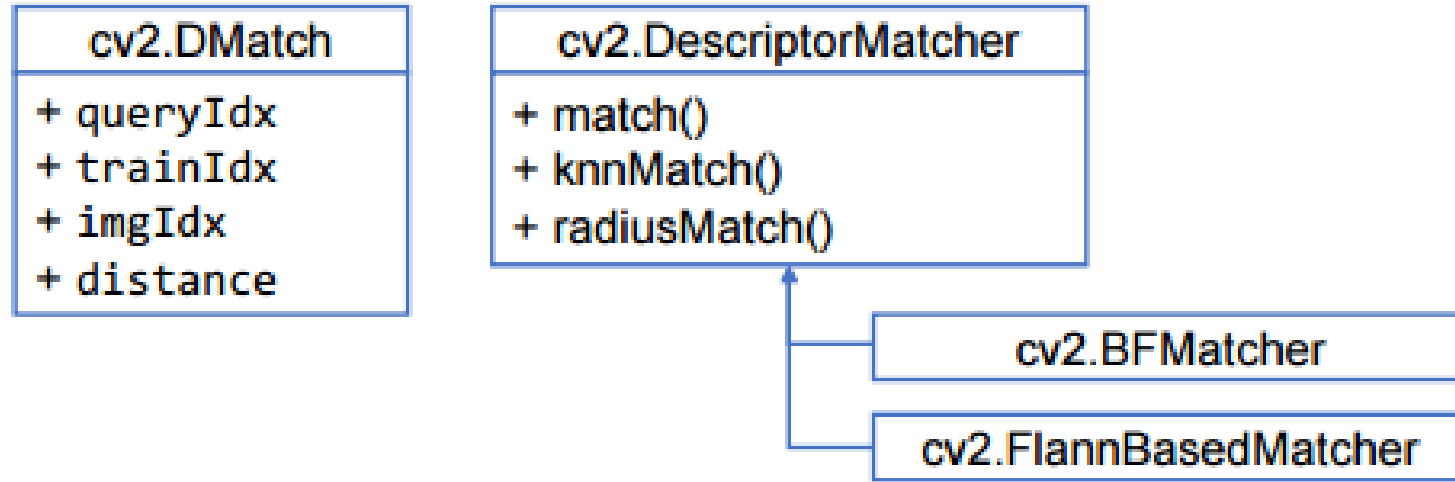 cv2.DMatch
+ queryIdx
+ trainIdx
+ imgIdx
+ distance
cv2.DescriptorMatcher
+ match()
+ knnMatch()
+ radiusMatch()
cv2.BFMatcher
cv2.FlannBasedMatcher